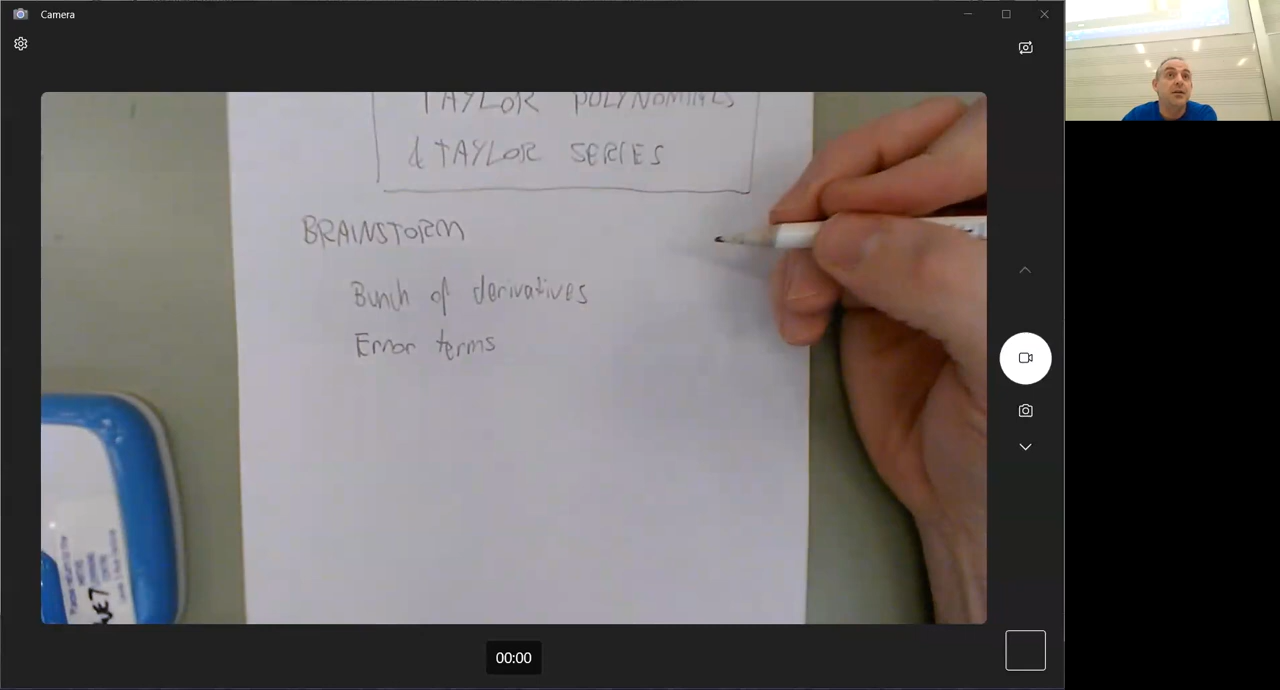 Camera
TAYLOR POLYNOMIALS
& TAYLOR SERIES
BRAINSTORM
Bunch of derivatives
Error terms
00:00